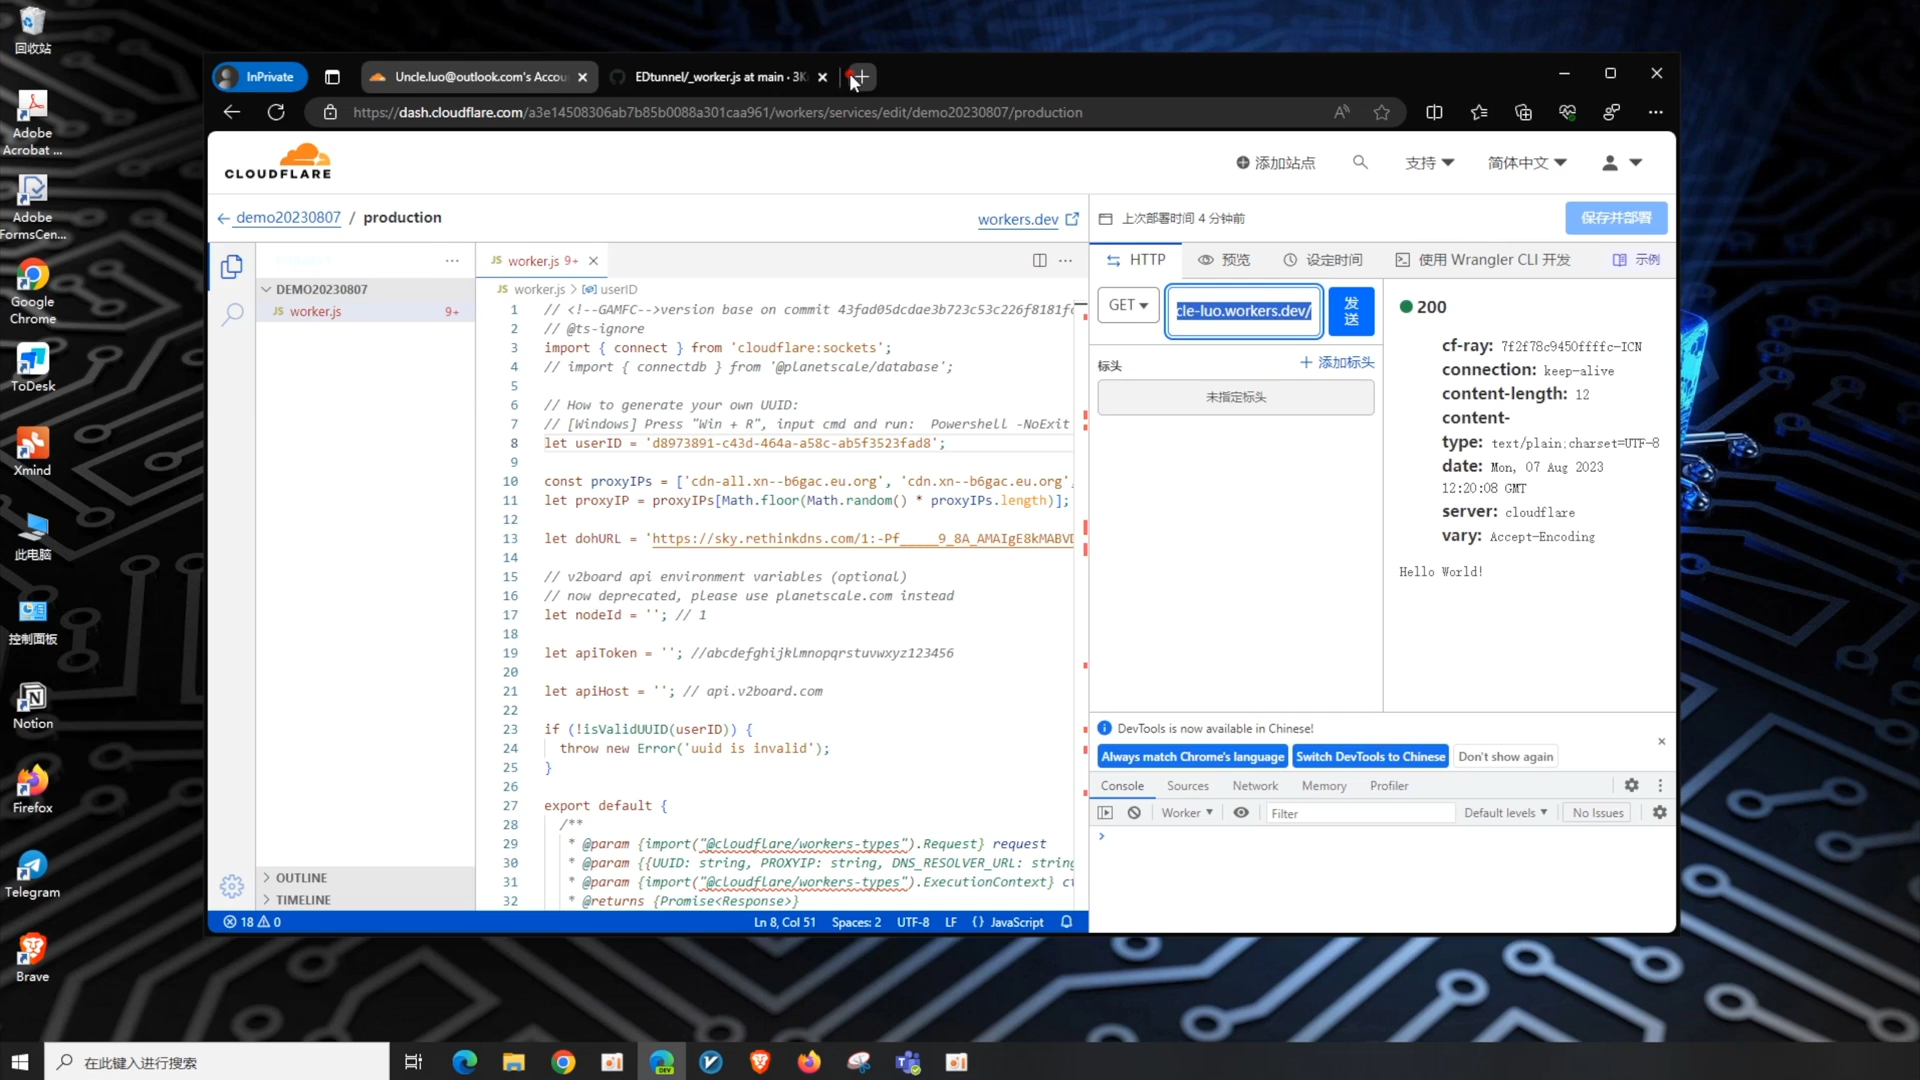 回收站
Adobe
Acrobat ...
Adobe
FormsCen...
Google
Chrome
ToDesk
Xmind
此电脑
控制面板
Notion
Firefox
Telegram
Brave
InPrivate
Uncle.luo@outlook.com's Accou
EDtunnel/_worker.js at main · 3K
https://dash.cloudflare.com/a3e14508306ab7b85b0088a301caa961/workers/services/edit/demo20230807/production
CLOUDFLARE
添加站点
支持
简体中文
demo20230807 / production
workers.dev
上次部署时间 4 分钟前
保存并部署
JS worker.js 9+
HTTP
预览
设定时间
使用 Wrangler CLI 开发
示例
DEMO20230807
JS worker.js 9+
JS worker.js > userID
1 // <!--GAMFC-->version base on commit 43fad05dcdae3b723c53c226f8181f
2 // @ts-ignore
3 import { connect } from 'cloudflare:sockets';
4 // import { connectdb } from '@planetscale/database';
5
6 // How to generate your own UUID:
7 // [Windows] Press "Win + R", input cmd and run:  Powershell -NoExit
8 let userID = 'd8973891-c43d-464a-a58c-ab5f3523fad8';
9
10 const proxyIPs = ['cdn-all.xn--b6gac.eu.org', 'cdn.xn--b6gac.eu.org',
11 let proxyIP = proxyIPs[Math.floor(Math.random() * proxyIPs.length)];
12
13 let dohURL = 'https://sky.rethinkdns.com/1:-Pf_____9_8A_AMAIgE8kMABVD
14
15 // v2board api environment variables (optional)
16 // now deprecated, please use planetscale.com instead
17 let nodeId = ''; // 1
18
19 let apiToken = ''; //abcdefghijklmnopqrstuvwxyz123456
20
21 let apiHost = ''; // api.v2board.com
22
23 if (!isValidUUID(userID)) {
24 throw new Error('uuid is invalid');
25 }
26
27 export default {
28 /**
29 * @param {import("@cloudflare/workers-types").Request} request
30 * @param {{UUID: string, PROXYIP: string, DNS_RESOLVER_URL: string
31 * @param {import("@cloudflare/workers-types").ExecutionContext} ct
32 * @returns {Promise<Response>}
OUTLINE
TIMELINE
18 0
Ln 8, Col 51
Spaces: 2
UTF-8
LF
{} JavaScript
GET
cle-luo.workers.dev/
发送
标头
添加标头
未指定标头
200
cf-ray: 7f2f78c9450ffffc-ICN
connection: keep-alive
content-length: 12
content-
type: text/plain;charset=UTF-8
date: Mon, 07 Aug 2023
12:20:08 GMT
server: cloudflare
vary: Accept-Encoding
Hello World!
DevTools is now available in Chinese!
Always match Chrome's language
Switch DevTools to Chinese
Don't show again
Console
Sources
Network
Memory
Profiler
Worker
Filter
Default levels
No Issues
在此键入进行搜索
DEV